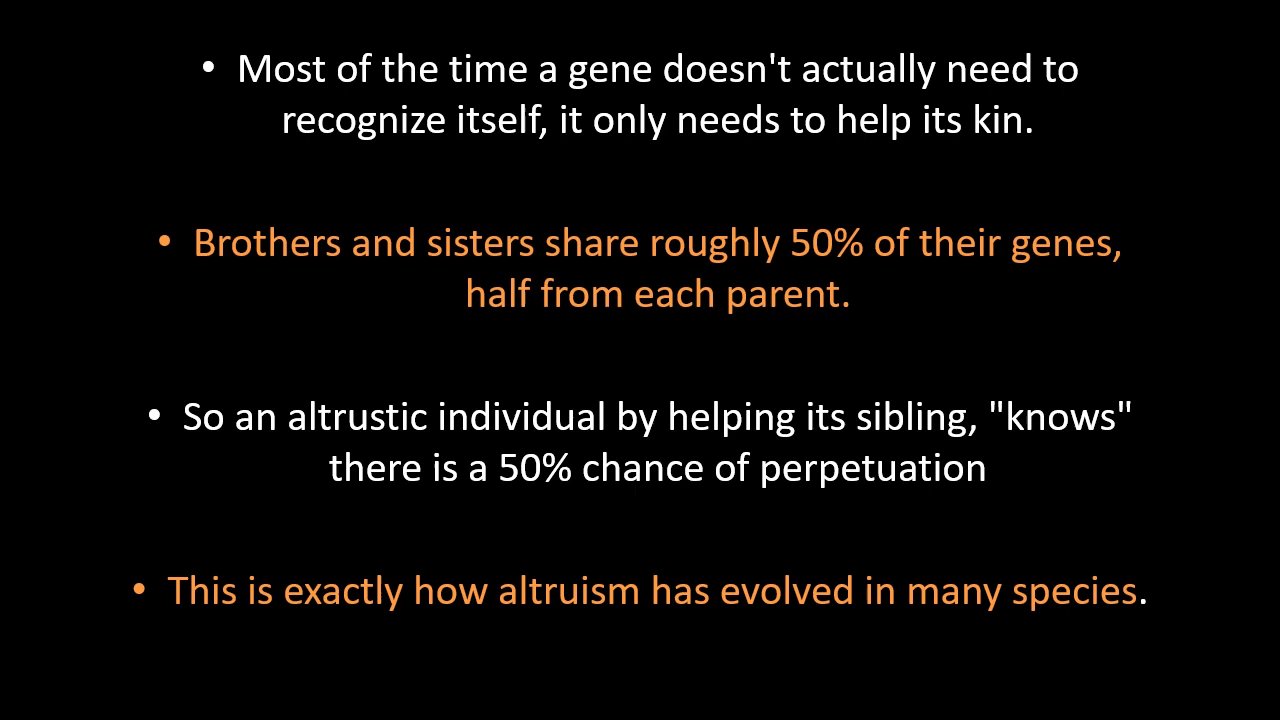 • Most of the time a gene doesn't actually need to
recognize itself, it only needs to help its kin.
• Brothers and sisters share roughly 50% of their genes,
half from each parent.
• So an altrustic individual by helping its sibling, "knows"
there is a 50% chance of perpetuation
• This is exactly how altruism has evolved in many species.